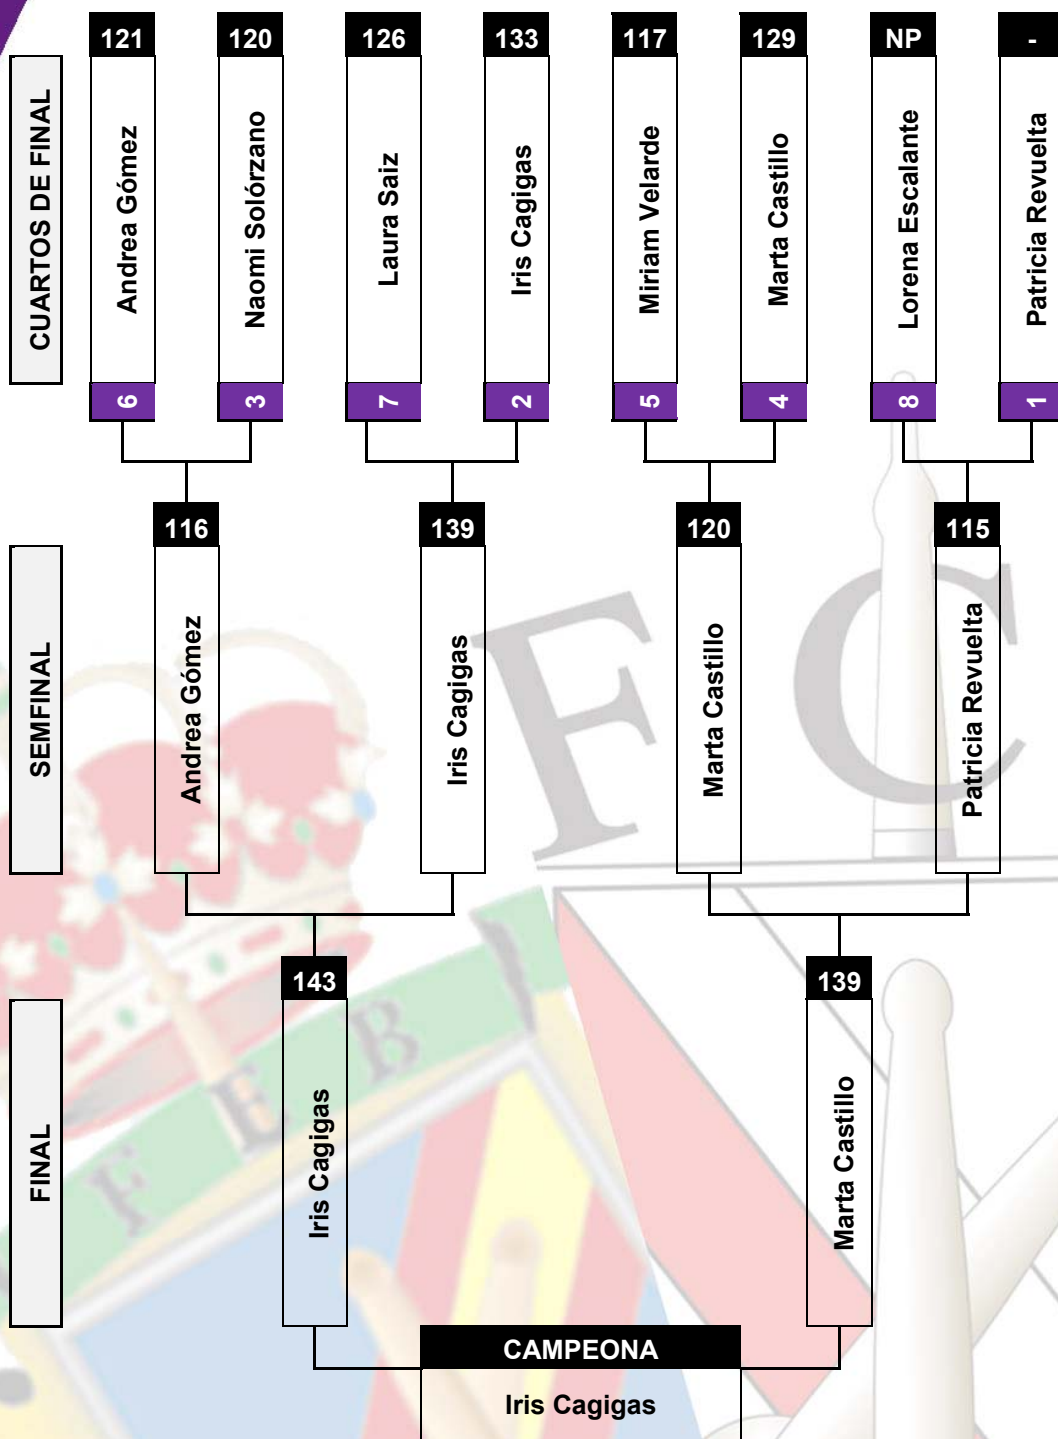 121 120 126 133 117 129 NP -
CUARTOS DE FINAL
Andrea Gómez
Naomi Solórzano
Laura Saiz
Iris Cagigas
Miriam Velarde
Marta Castillo
Lorena Escalante
Patricia Revuelta
6 3 7 2 5 4 8 1
116 139 120 115
SEMFINAL
Andrea Gómez
Iris Cagigas
Marta Castillo
Patricia Revuelta
F C
143 139
FINAL
Iris Cagigas
Marta Castillo
F E B
CAMPEONA
Iris Cagigas